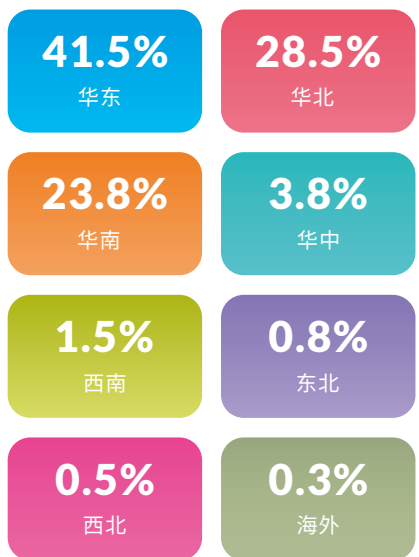 41.5%
华东
28.5%
华北
23.8%
华南
3.8%
华中
1.5%
西南
0.8%
东北
0.5%
西北
0.3%
海外